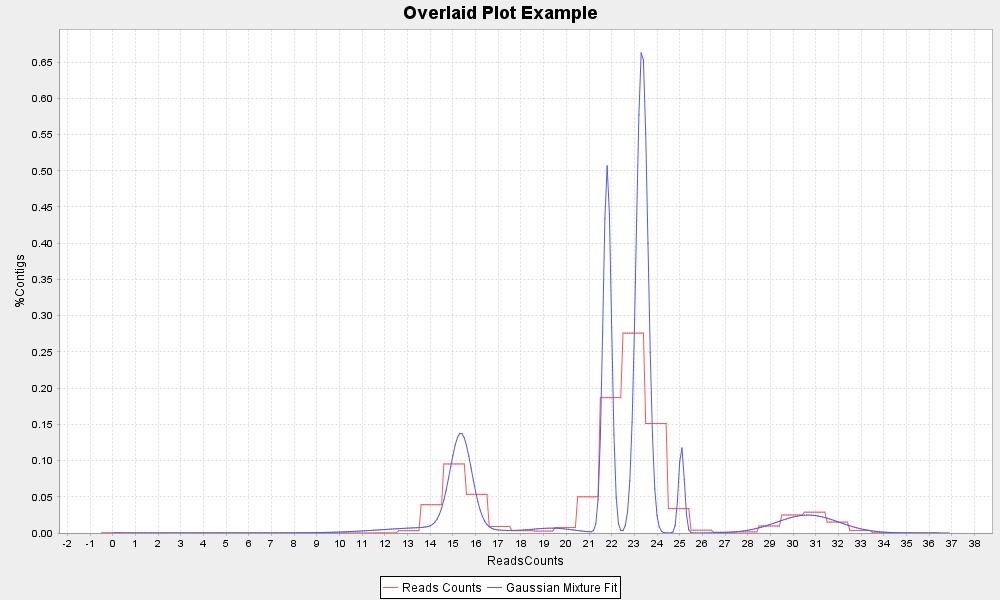 Overlaid Plot Example
%Contigs
0.65
0.60
0.55
0.50
0.45
0.40
0.35
0.30
0.25
0.20
0.15
0.10
0.05
0.00
-2 -1 0 1 2 3 4 5 6 7 8 9 10 11 12 13 14 15 16 17 18 19 20 21 22 23 24 25 26 27 28 29 30 31 32 33 34 35 36 37 38
ReadsCounts
Reads Counts Gaussian Mixture Fit